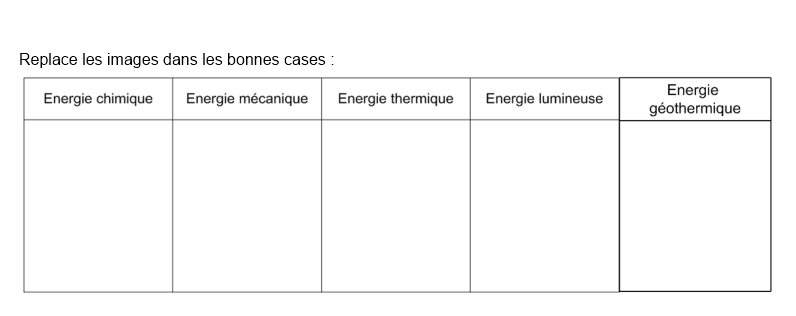 Replace les images dans les bonnes cases :
Energie chimique
Energie mécanique
Energie thermique
Energie lumineuse
Energie
géothermique